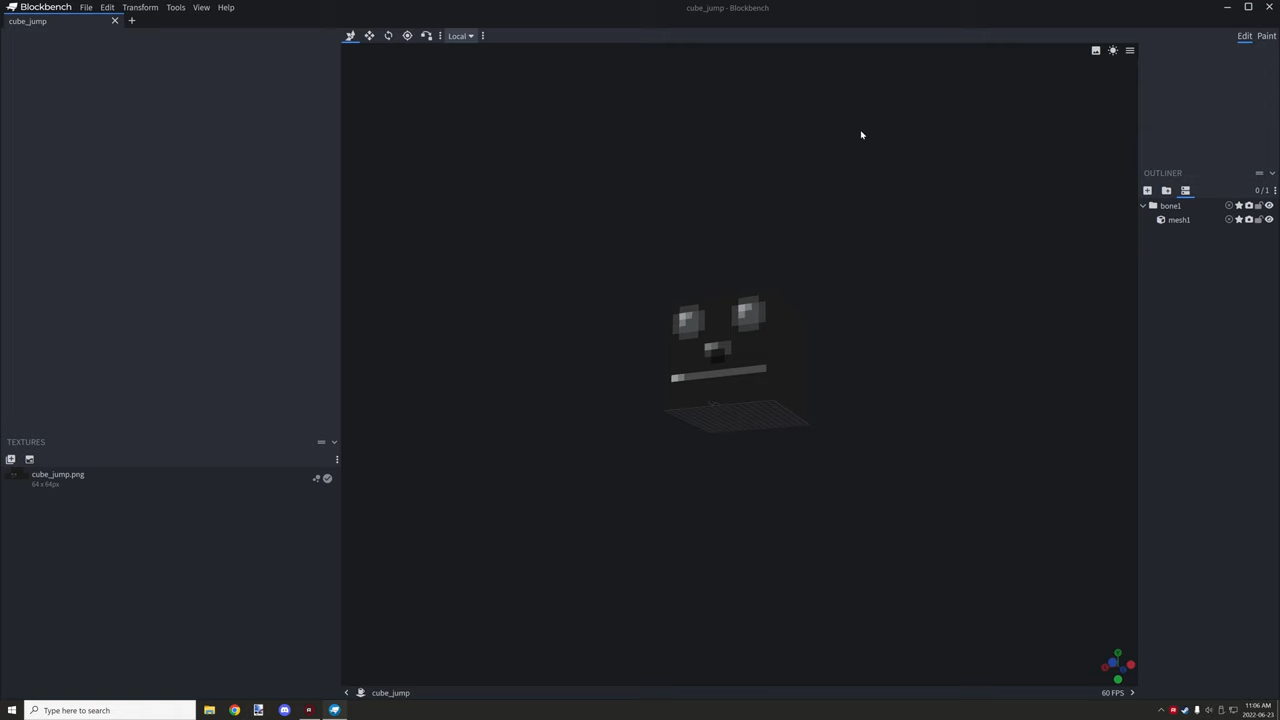 Blockbench File Edit Transform Tools View Help
cube_jump - Blockbench
cube_jump
Local
Edit Paint
OUTLINER
0 / 1
bone1
mesh1
TEXTURES
cube_jump.png
64 x 64px
cube_jump
60 FPS
Type here to search
11:06 AM
2022-06-23